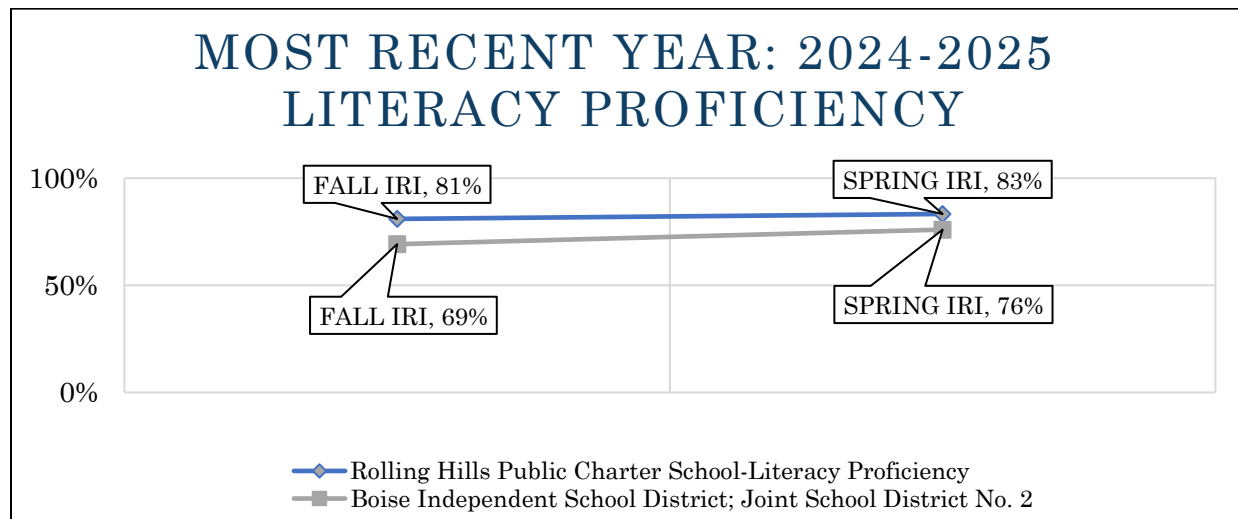 MOST RECENT YEAR: 2024-2025
LITERACY PROFICIENCY
100%
FALL IRI, 81%
SPRING IRI, 83%
50%
FALL IRI, 69%
SPRING IRI, 76%
0%
Rolling Hills Public Charter School-Literacy Proficiency
Boise Independent School District; Joint School District No. 2